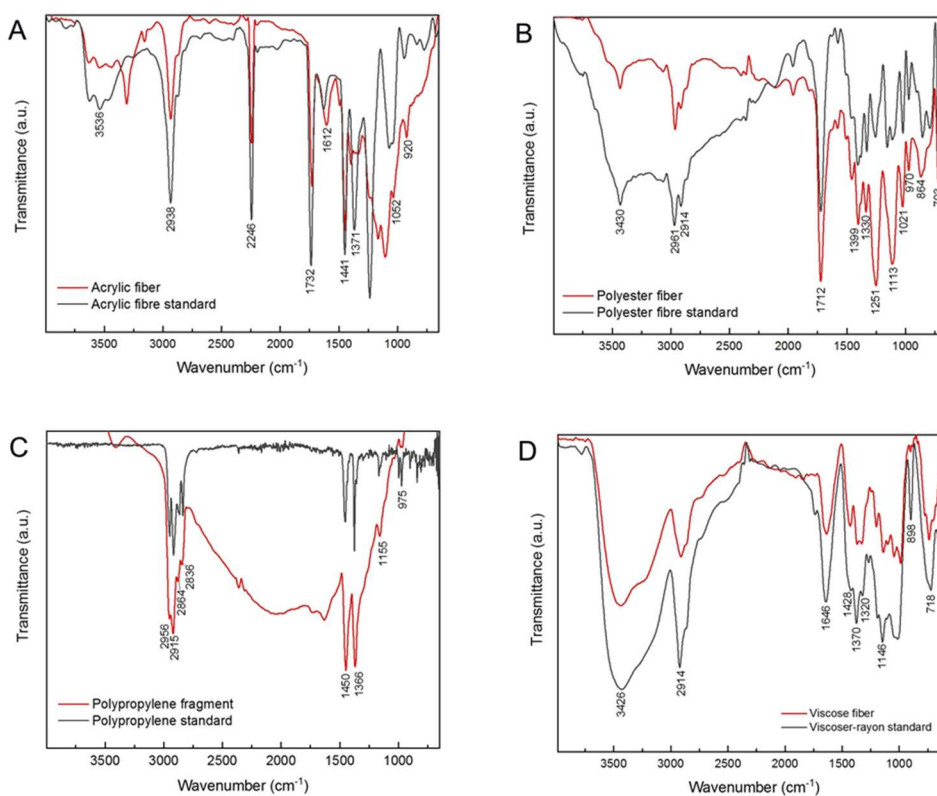 A
Transmittance (a.u.)
3536
2938
2246
1732
1612
1441
1371
1052
920
Acrylic fiber
Acrylic fibre standard
3500 3000 2500 2000 1500 1000
Wavenumber (cm-1)
B
Transmittance (a.u.)
3430
2961
2914
1712
1399
1330
1251
1113
1021
970
864
Polyester fiber
Polyester fibre standard
3500 3000 2500 2000 1500 1000
Wavenumber (cm-1)
C
Transmittance (a.u.)
2956
2915
2864
2836
1450
1366
1155
975
Polypropylene fragment
Polypropylene standard
3500 3000 2500 2000 1500 1000
Wavenumber (cm-1)
D
Transmittance (a.u.)
3426
2914
1646
1428
1370
1320
1146
898
718
Viscose fiber
Viscoser-rayon standard
3500 3000 2500 2000 1500 1000
Wavenumber (cm-1)